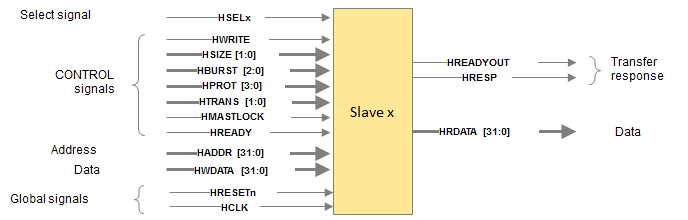 Select signal
HSELx
CONTROL
signals
HWRITE
HSIZE [1:0]
HBURST [2:0]
HPROT [3:0]
HTRANS [1:0]
HMASTLOCK
HREADY
Address
HADDR [31:0]
Data
HWDATA [31:0]
Global signals
HRESETn
HCLK
Slave x
HREADYOUT
HRESP
Transfer
response
HRDATA [31:0]
Data